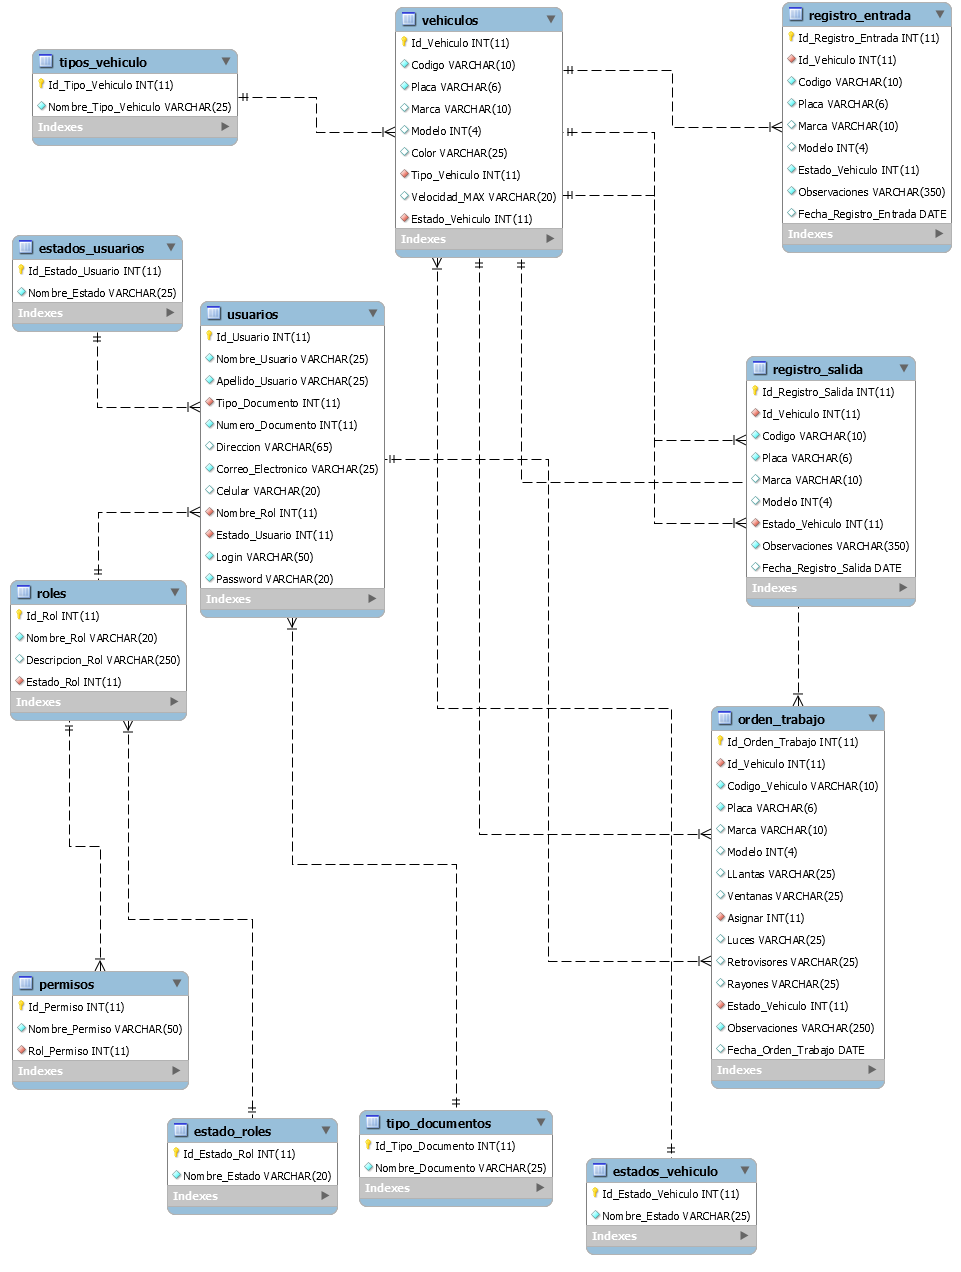 vehiculos
Id_Vehiculo INT(11)
Codigo VARCHAR(10)
Placa VARCHAR(6)
Marca VARCHAR(10)
Modelo INT(4)
Color VARCHAR(25)
Tipo_Vehiculo INT(11)
Velocidad_MAX VARCHAR(20)
Estado_Vehiculo INT(11)
Indexes
registro_entrada
Id_Registro_Entrada INT(11)
Id_Vehiculo INT(11)
Codigo VARCHAR(10)
Placa VARCHAR(6)
Marca VARCHAR(10)
Modelo INT(4)
Estado_Vehiculo INT(11)
Observaciones VARCHAR(350)
Fecha_Registro_Entrada DATE
Indexes
tipos_vehiculo
Id_Tipo_Vehiculo INT(11)
Nombre_Tipo_Vehiculo VARCHAR(25)
Indexes
estados_usuarios
Id_Estado_Usuario INT(11)
Nombre_Estado VARCHAR(25)
Indexes
usuarios
Id_Usuario INT(11)
Nombre_Usuario VARCHAR(25)
Apellido_Usuario VARCHAR(25)
Tipo_Documento INT(11)
Numero_Documento INT(11)
Direccion VARCHAR(65)
Correo_Electronico VARCHAR(25)
Celular VARCHAR(20)
Nombre_Rol INT(11)
Estado_Usuario INT(11)
Login VARCHAR(50)
Password VARCHAR(20)
Indexes
registro_salida
Id_Registro_Salida INT(11)
Id_Vehiculo INT(11)
Codigo VARCHAR(10)
Placa VARCHAR(6)
Marca VARCHAR(10)
Modelo INT(4)
Estado_Vehiculo INT(11)
Observaciones VARCHAR(350)
Fecha_Registro_Salida DATE
Indexes
roles
Id_Rol INT(11)
Nombre_Rol VARCHAR(20)
Descripcion_Rol VARCHAR(250)
Estado_Rol INT(11)
Indexes
orden_trabajo
Id_Orden_Trabajo INT(11)
Id_Vehiculo INT(11)
Codigo_Vehiculo VARCHAR(10)
Placa VARCHAR(6)
Marca VARCHAR(10)
Modelo INT(4)
LLantas VARCHAR(25)
Ventanas VARCHAR(25)
Asignar INT(11)
Luces VARCHAR(25)
Retrovisores VARCHAR(25)
Rayones VARCHAR(25)
Estado_Vehiculo INT(11)
Observaciones VARCHAR(250)
Fecha_Orden_Trabajo DATE
Indexes
permisos
Id_Permiso INT(11)
Nombre_Permiso VARCHAR(50)
Rol_Permiso INT(11)
Indexes
estado_roles
Id_Estado_Rol INT(11)
Nombre_Estado VARCHAR(20)
Indexes
tipo_documentos
Id_Tipo_Documento INT(11)
Nombre_Documento VARCHAR(25)
Indexes
estados_vehiculo
Id_Estado_Vehiculo INT(11)
Nombre_Estado VARCHAR(25)
Indexes